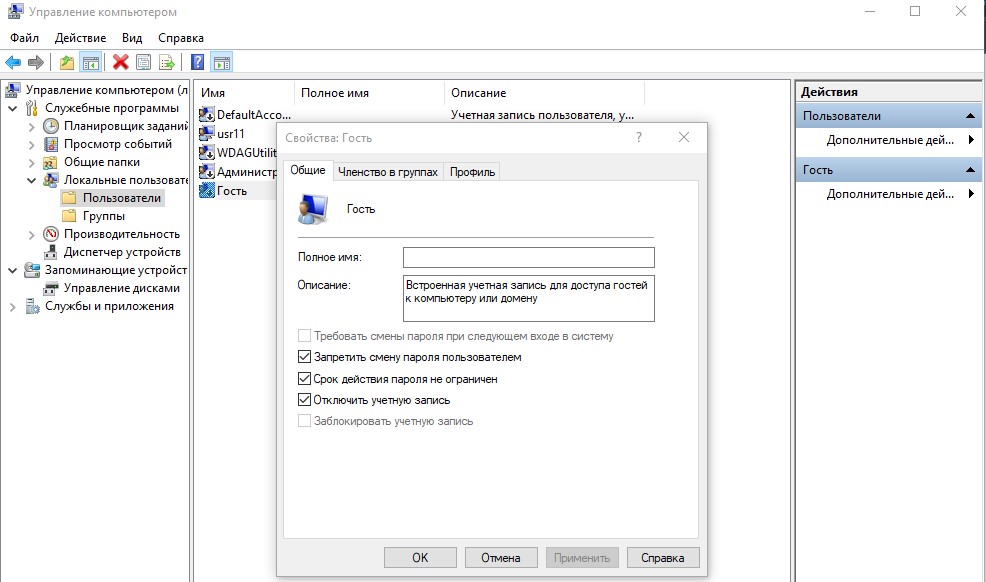 Управление компьютером
Файл Действие Вид Справка
Управление компьютером (л
Служебные программы
Планировщик заданий
Просмотр событий
Общие папки
Локальные пользовате
Пользователи
Группы
Производительность
Диспетчер устройств
Запоминающие устройст
Управление дисками
Службы и приложения
Имя Полное имя Описание
DefaultAcco... Учетная запись пользователя, у...
usr11
WDAGUtilit
Администр
Гость
Свойства: Гость ?
Общие Членство в группах Профиль
Гость
Полное имя:
Описание: Встроенная учетная запись для доступа гостей
к компьютеру или домену
Требовать смены пароля при следующем входе в систему
Запретить смену пароля пользователем
Срок действия пароля не ограничен
Отключить учетную запись
Заблокировать учетную запись
OK Отмена Применить Справка
Действия
Пользователи
Дополнительные дей...
Гость
Дополнительные дей...